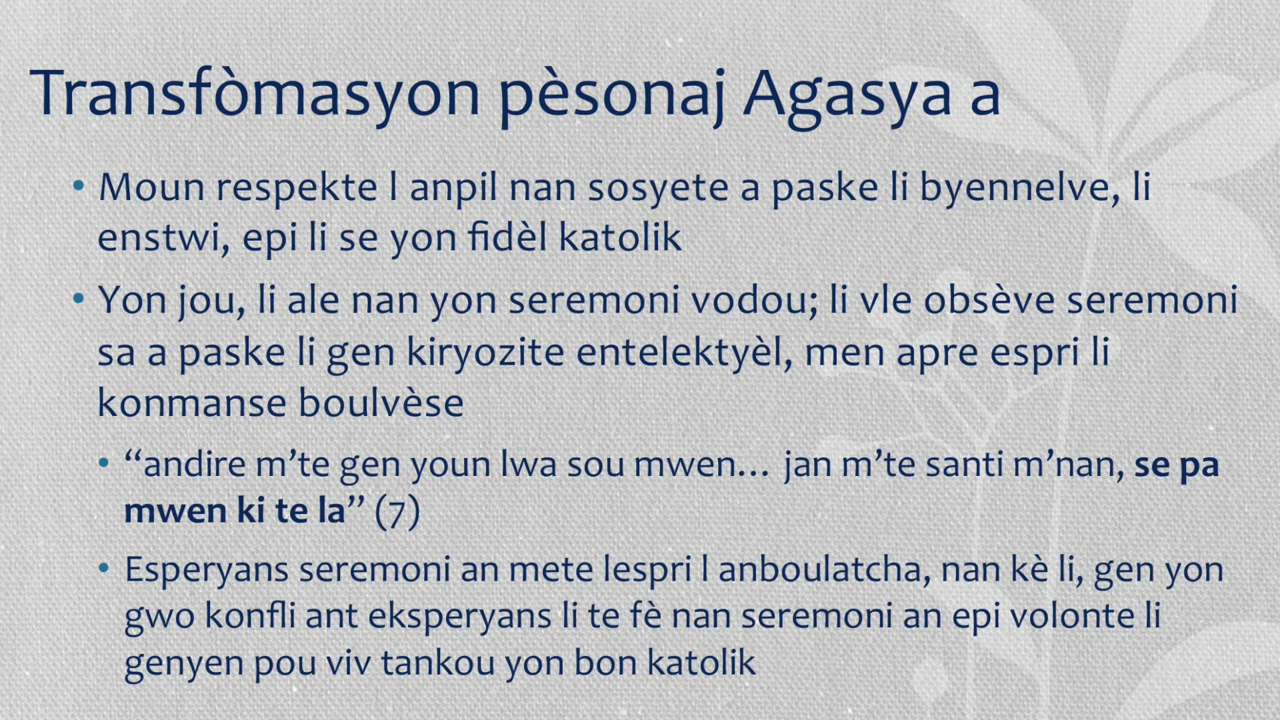 Transfòmasyon pèsonaj Agasya a
• Moun respekte l anpil nan sosyete a paske li byennelve, li
enstwi, epi li se yon fidèl katolik
• Yon jou, li ale nan yon seremoni vodou; li vle obsève seremoni
sa a paske li gen kiryozite entelektyèl, men apre espri li
konmanse boulvèse
• “andire m’te gen youn lwa sou mwen… jan m’te santi m’nan, se pa
mwen ki te la” (7)
• Esperyans seremoni an mete lespri l anboulatcha, nan kè li, gen yon
gwo konfli ant eksperyans li te fè nan seremoni an epi volonte li
genyen pou viv tankou yon bon katolik